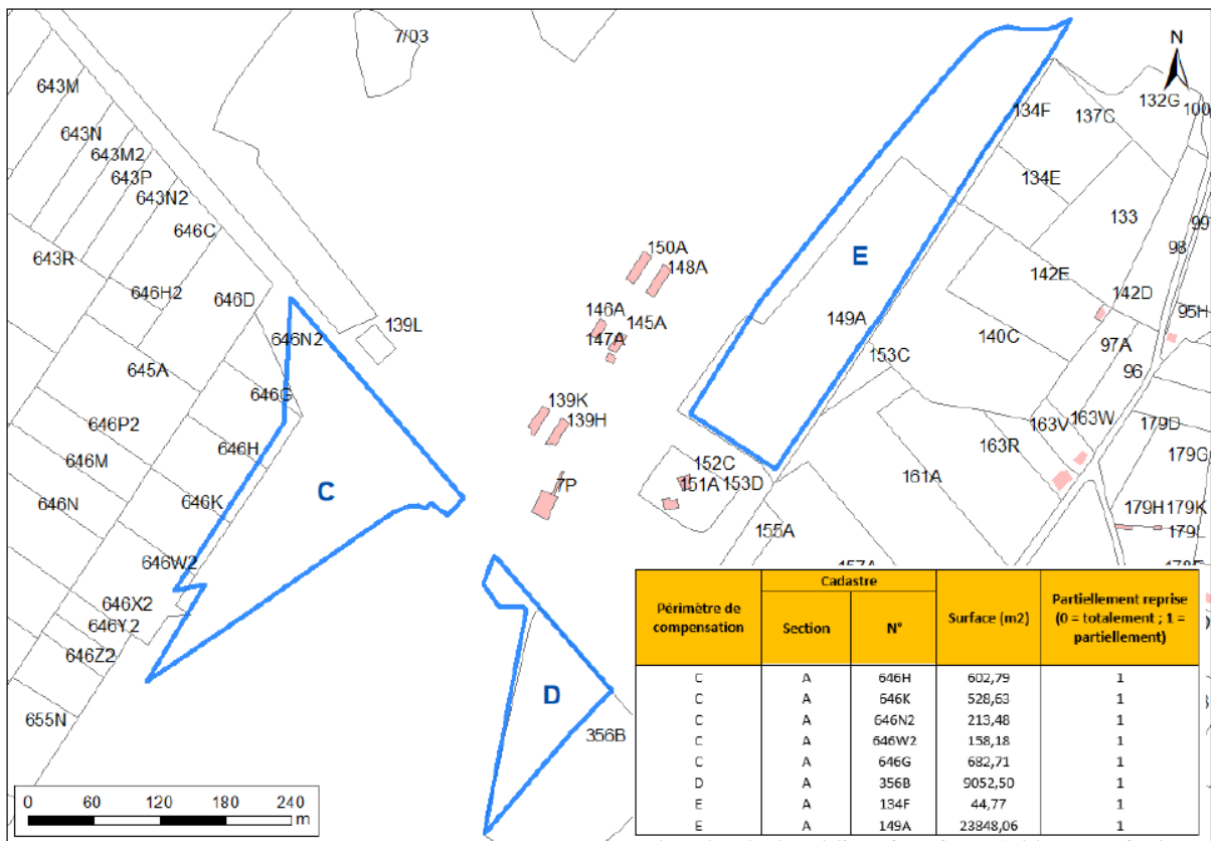 7/03
N
643M
132G
100
134F
137C
643N
643M2
643P
643N2
134E
646C
133
99
98
643R
150A
E
148A
142E
646H2
646D
142D
95H
146A
145A
149A
139L
646N2
147A
140C
97A
153C
96
645A
646G
139K
646P2
139H
163V
163W
179D
646H
163R
646M
152C
179G
161A
C
7P
151A
153D
646N
646K
179H
179K
155A
179L
646W2
157A
178F
646X2
646Y2
646Z2
D
655N
356B
0 60 120 180 240
m
Périmètre de compensation
Cadastre
Section
N°
Surface (m2)
Partiellement reprise (0 = totalement ; 1 = partiellement)
C A 646H 602,79 1
C A 646K 528,63 1
C A 646N2 213,48 1
C A 646W2 158,18 1
C A 646G 682,71 1
D A 356B 9052,50 1
E A 134F 44,77 1
E A 149A 23848,06 1